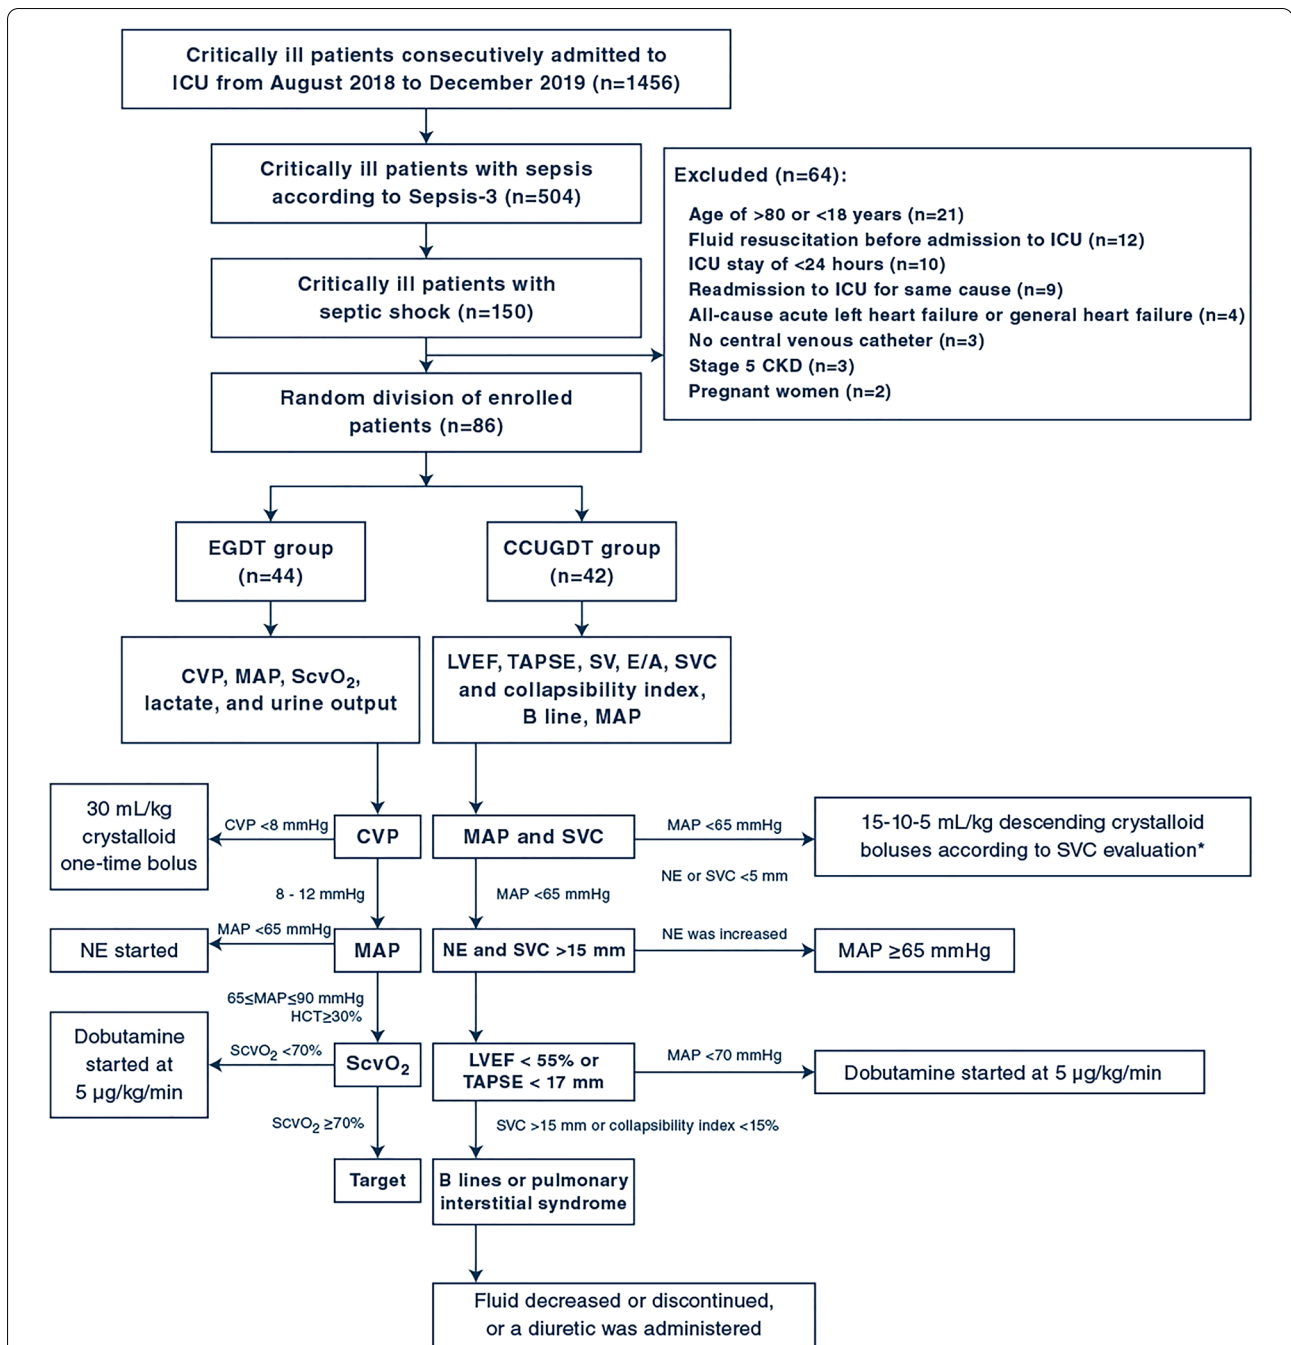 Critically ill patients consecutively admitted to
ICU from August 2018 to December 2019 (n=1456)
Critically ill patients with sepsis
according to Sepsis-3 (n=504)
Critically ill patients with
septic shock (n=150)
Excluded (n=64):
Age of >80 or <18 years (n=21)
Fluid resuscitation before admission to ICU (n=12)
ICU stay of <24 hours (n=10)
Readmission to ICU for same cause (n=9)
All-cause acute left heart failure or general heart failure (n=4)
No central venous catheter (n=3)
Stage 5 CKD (n=3)
Pregnant women (n=2)
Random division of enrolled
patients (n=86)
EGDT group
(n=44)
CCUGDT group
(n=42)
CVP, MAP, ScvO₂,
lactate, and urine output
LVEF, TAPSE, SV, E/A, SVC
and collapsibility index,
B line, MAP
30 mL/kg
crystalloid
one-time bolus
CVP <8 mmHg
CVP
MAP and SVC
MAP <65 mmHg
15-10-5 mL/kg descending crystalloid
boluses according to SVC evaluation*
8 - 12 mmHg
MAP <65 mmHg
NE or SVC <5 mm
NE started
MAP <65 mmHg
MAP
NE and SVC >15 mm
NE was increased
MAP ≥65 mmHg
65≤MAP≤90 mmHg
HCT≥30%
Dobutamine
started at
5 µg/kg/min
ScvO₂ <70%
ScvO₂
LVEF < 55% or
TAPSE < 17 mm
MAP <70 mmHg
Dobutamine started at 5 µg/kg/min
ScvO₂ ≥70%
SVC >15 mm or collapsibility index <15%
Target
B lines or pulmonary
interstitial syndrome
Fluid decreased or discontinued,
or a diuretic was administered